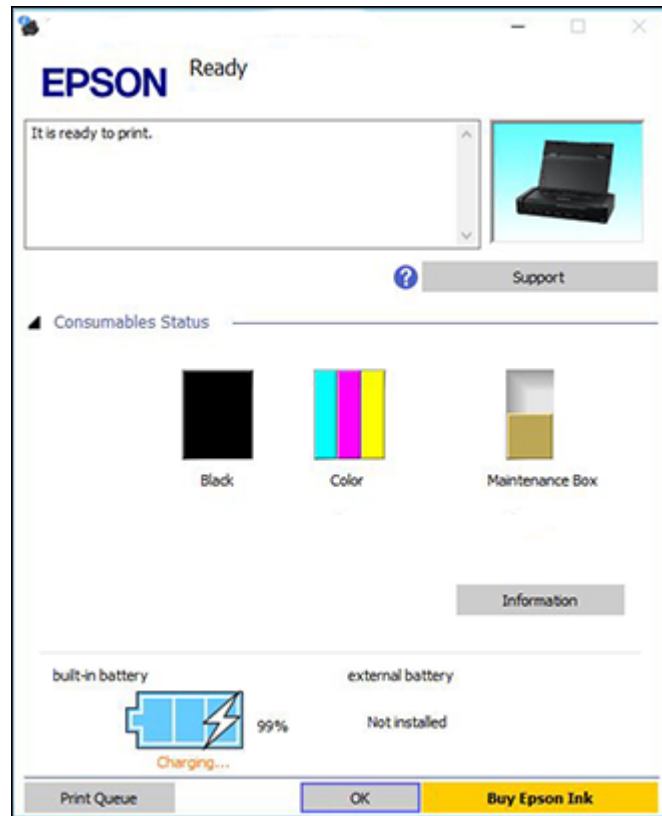 EPSON
Ready
It is ready to print.
?
Support
Consumables Status
Black
Color
Maintenance Box
Information
built-in battery
external battery
99%
Not installed
Charging...
Print Queue
OK
Buy Epson Ink